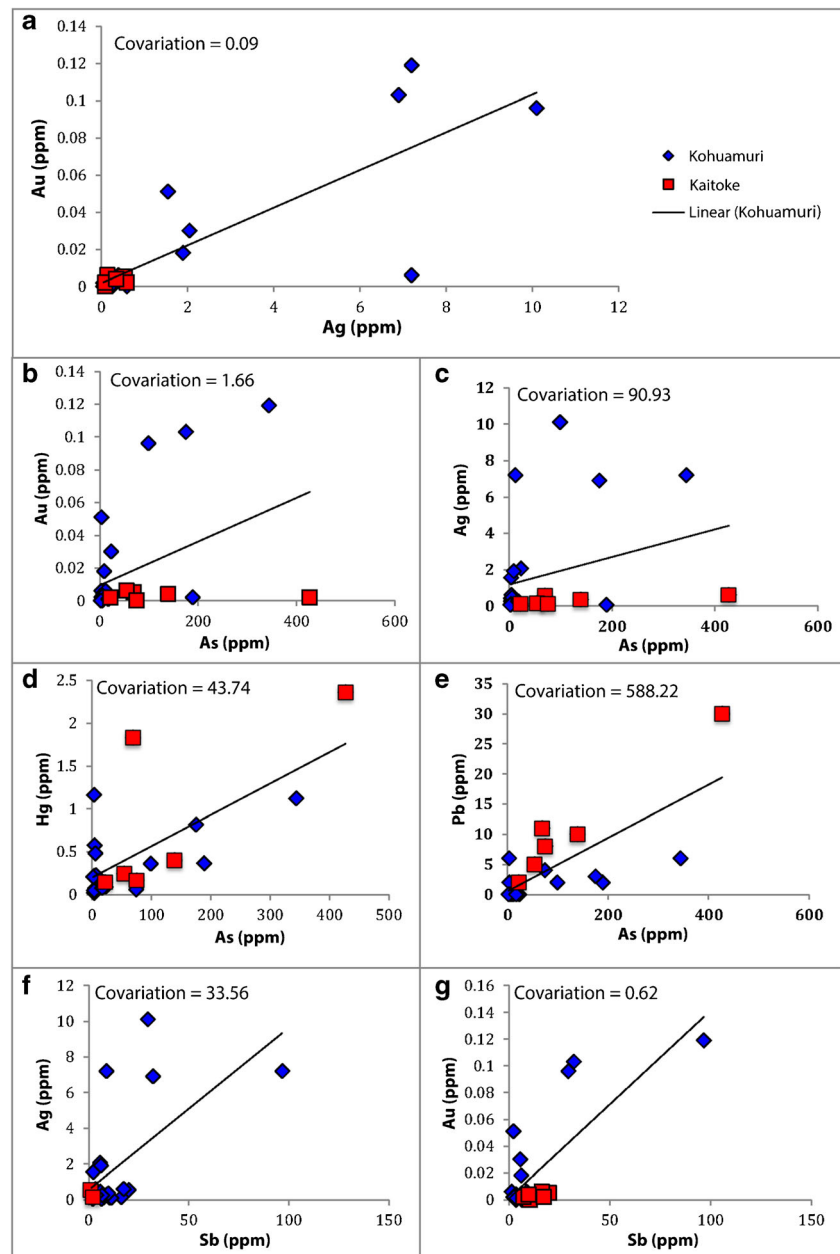 a
Covariation = 0.09
0.14
0.12
0.1
0.08
0.06
0.04
0.02
0
Au (ppm)
0 2 4 6 8 10 12
Ag (ppm)
Kohuamuri
Kaitoke
Linear (Kohuamuri)
b
Covariation = 1.66
0.14
0.12
0.1
0.08
0.06
0.04
0.02
0
Au (ppm)
0 200 400 600
As (ppm)
c
Covariation = 90.93
12
10
8
6
4
2
0
Ag (ppm)
0 200 400 600
As (ppm)
d
Covariation = 43.74
2.5
2
1.5
1
0.5
0
Hg (ppm)
0 100 200 300 400 500
As (ppm)
e
Covariation = 588.22
35
30
25
20
15
10
5
0
Pb (ppm)
0 200 400 600
As (ppm)
f
Covariation = 33.56
12
10
8
6
4
2
0
Ag (ppm)
0 50 100 150
Sb (ppm)
g
Covariation = 0.62
0.16
0.14
0.12
0.1
0.08
0.06
0.04
0.02
0
Au (ppm)
0 50 100 150
Sb (ppm)